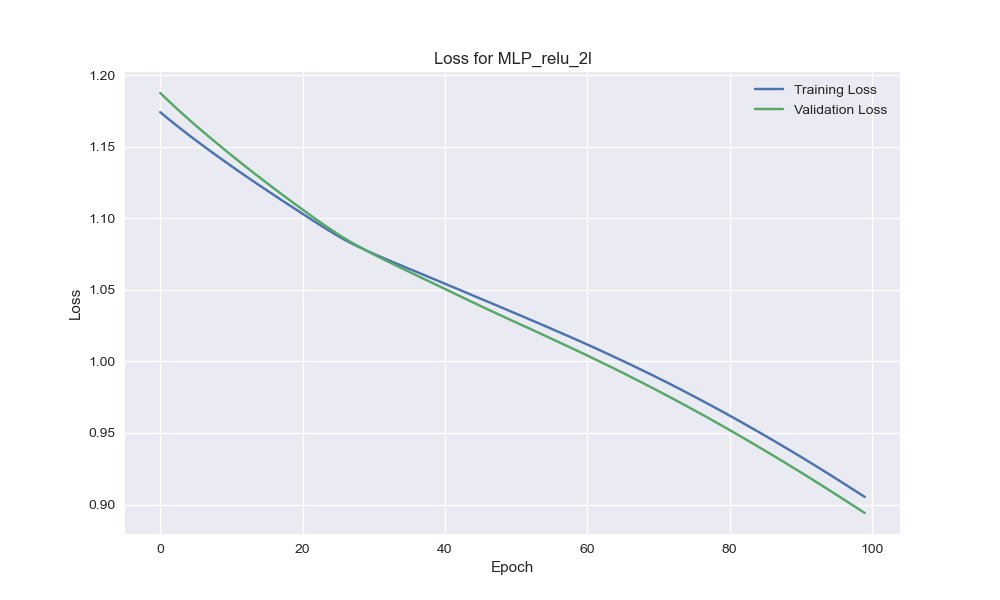 Loss for MLP_relu_2l
Training Loss
Validation Loss
1.20
1.15
1.10
1.05
1.00
0.95
0.90
Loss
0
20
40
60
80
100
Epoch